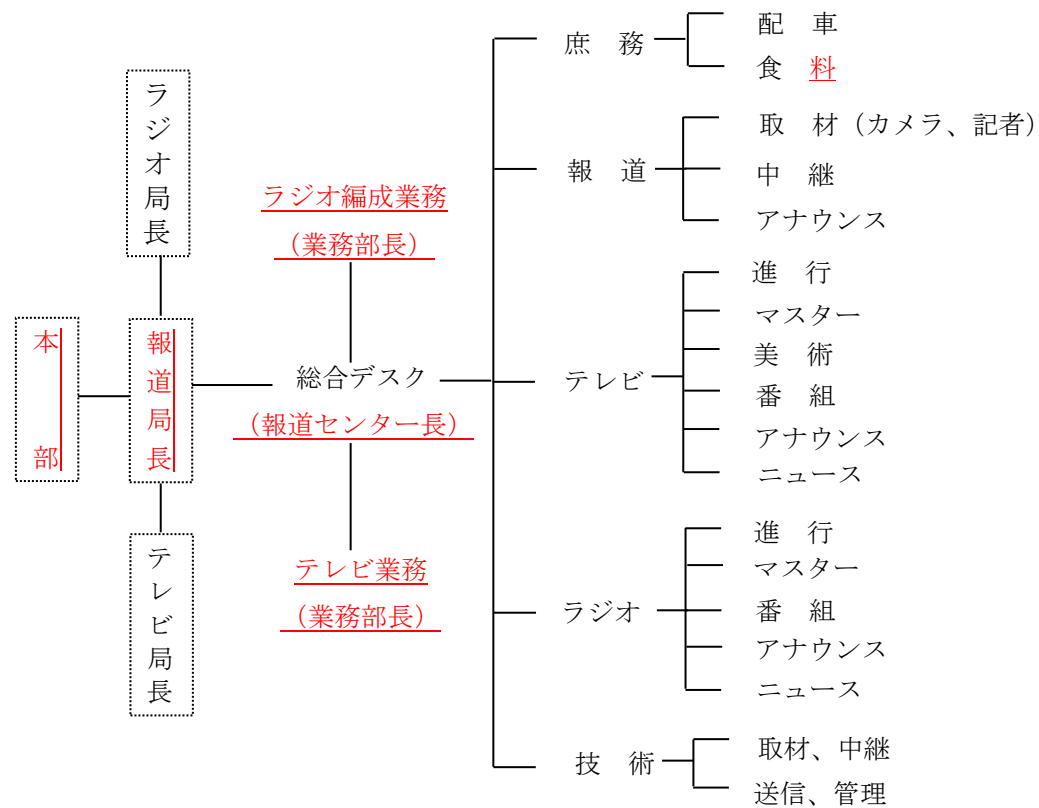 本部
ラジオ局長
報道局長
テレビ局長
ラジオ編成業務
（業務部長）
総合デスク
（報道センター長）
テレビ業務
（業務部長）
庶　務
配　車
食　料
報　道
取　材（カメラ、記者）
中　継
アナウンス
テレビ
進　行
マスター
美　術
番　組
アナウンス
ニュース
ラジオ
進　行
マスター
番　組
アナウンス
ニュース
技　術
取材、中継
送信、管理